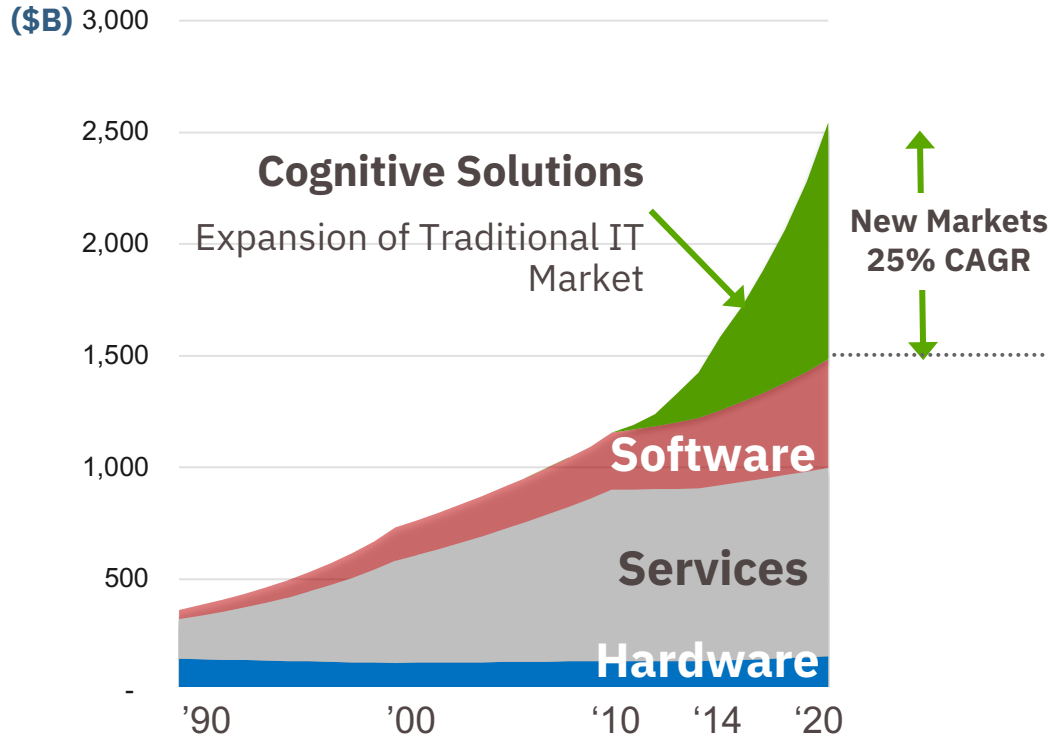 ($B) 3,000
2,500
Cognitive Solutions
New Markets
2,000
Expansion of Traditional IT
25% CAGR
Market
1,500
Software
1,000
Services
500
Hardware
-
’90 ’00 ‘10 ‘14 ‘20